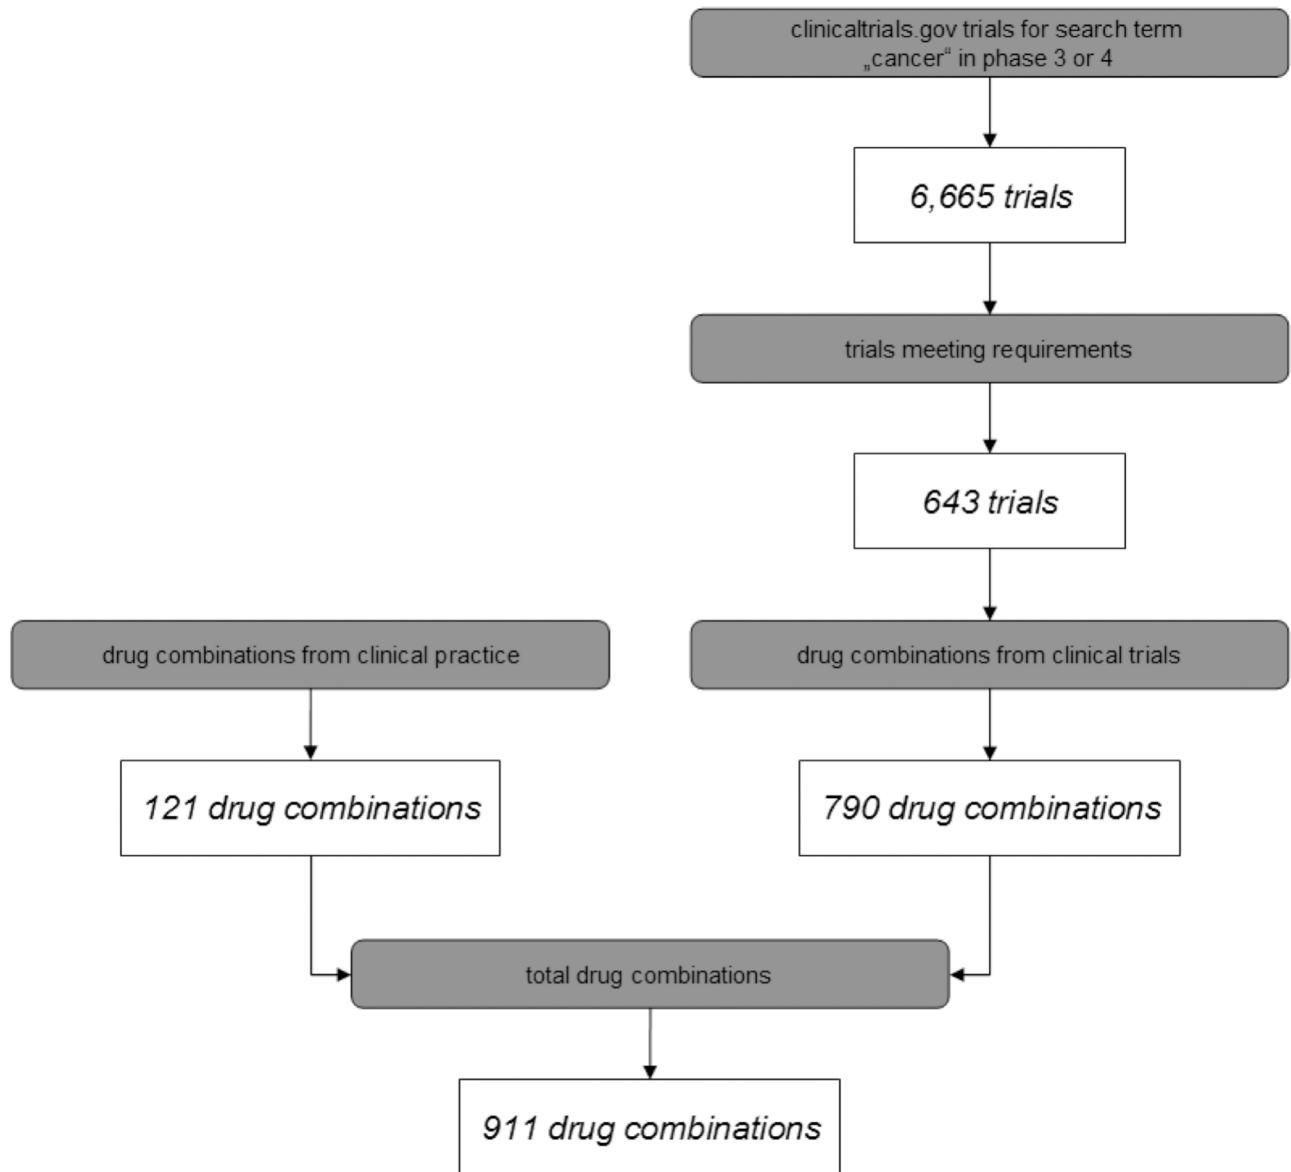 clinicaltrials.gov trials for search term
„cancer“ in phase 3 or 4
6,665 trials
trials meeting requirements
643 trials
drug combinations from clinical practice
drug combinations from clinical trials
121 drug combinations
790 drug combinations
total drug combinations
911 drug combinations